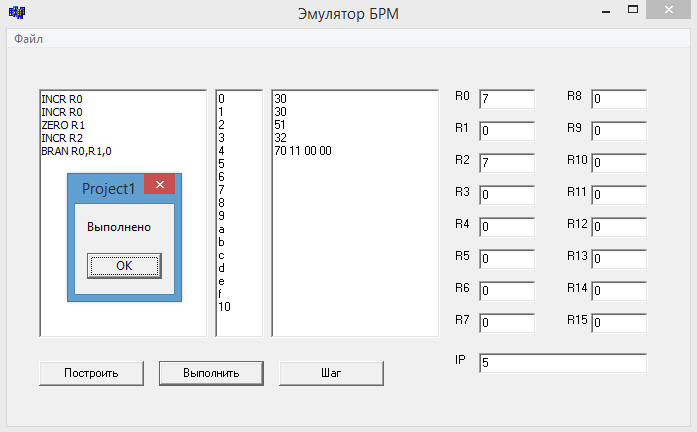 Эмулятор БРМ
Файл
INCR R0
INCR R0
ZERO R1
INCR R2
BRAN R0,R1,0
Project1
Выполнено
OK
0
1
2
3
4
5
6
7
8
9
a
b
c
d
e
f
10
30
30
51
32
70 11 00 00
R0 7
R1 0
R2 7
R3 0
R4 0
R5 0
R6 0
R7 0
R8 0
R9 0
R10 0
R11 0
R12 0
R13 0
R14 0
R15 0
IP 5
Построить
Выполнить
Шаг